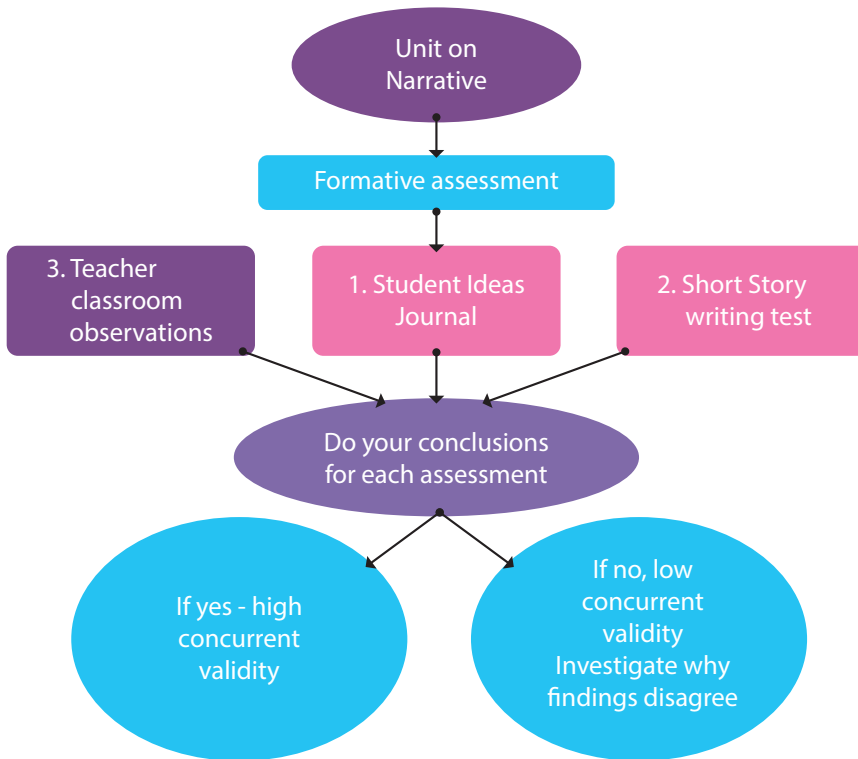 Unit on
Narrative
Formative assessment
3. Teacher
classroom
observations
1. Student Ideas
Journal
2. Short Story
writing test
Do your conclusions
for each assessment
If yes - high
concurrent
validity
If no, low
concurrent
validity
Investigate why
findings disagree